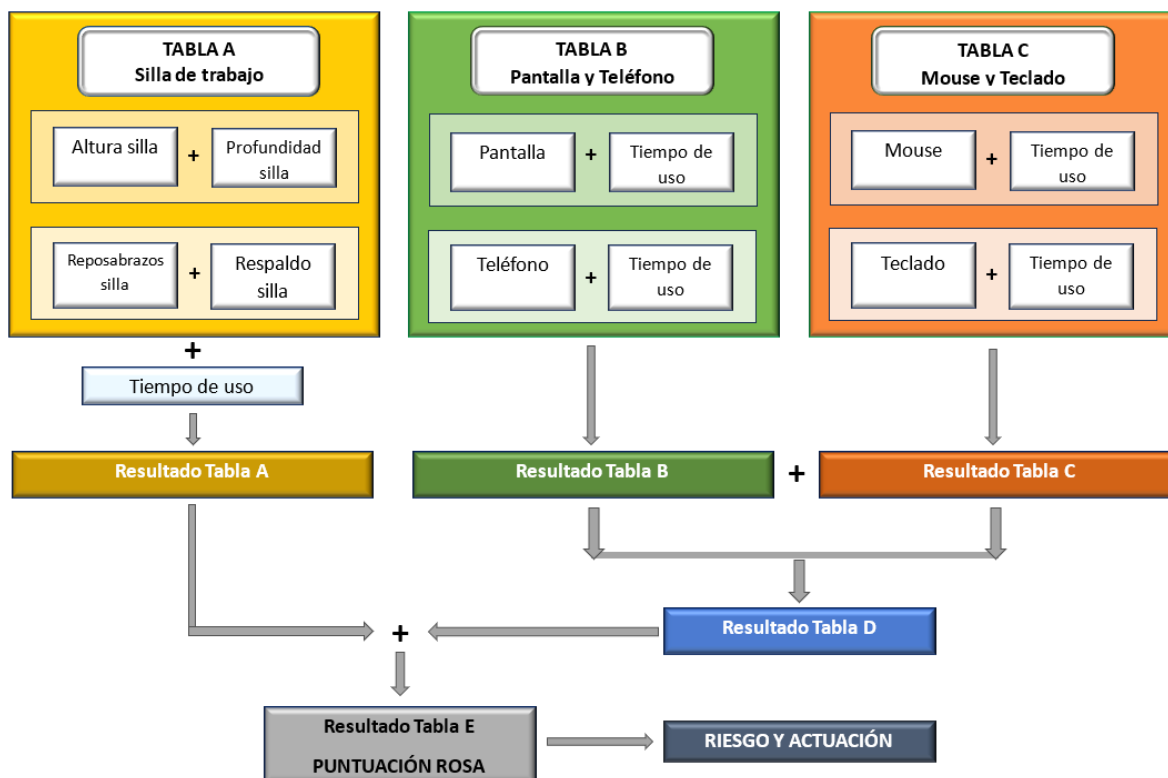 TABLA A
Silla de trabajo
Altura silla
+
Profundidad
silla
Reposabrazos
silla
+
Respaldo
silla
+
Tiempo de uso
Resultado Tabla A
TABLA B
Pantalla y Teléfono
Pantalla
+
Tiempo de
uso
Teléfono
+
Tiempo de
uso
Resultado Tabla B
+
TABLA C
Mouse y Teclado
Mouse
+
Tiempo de
uso
Teclado
+
Tiempo de
uso
Resultado Tabla C
Resultado Tabla D
+
Resultado Tabla E
PUNTUACIÓN ROSA
RIESGO Y ACTUACIÓN